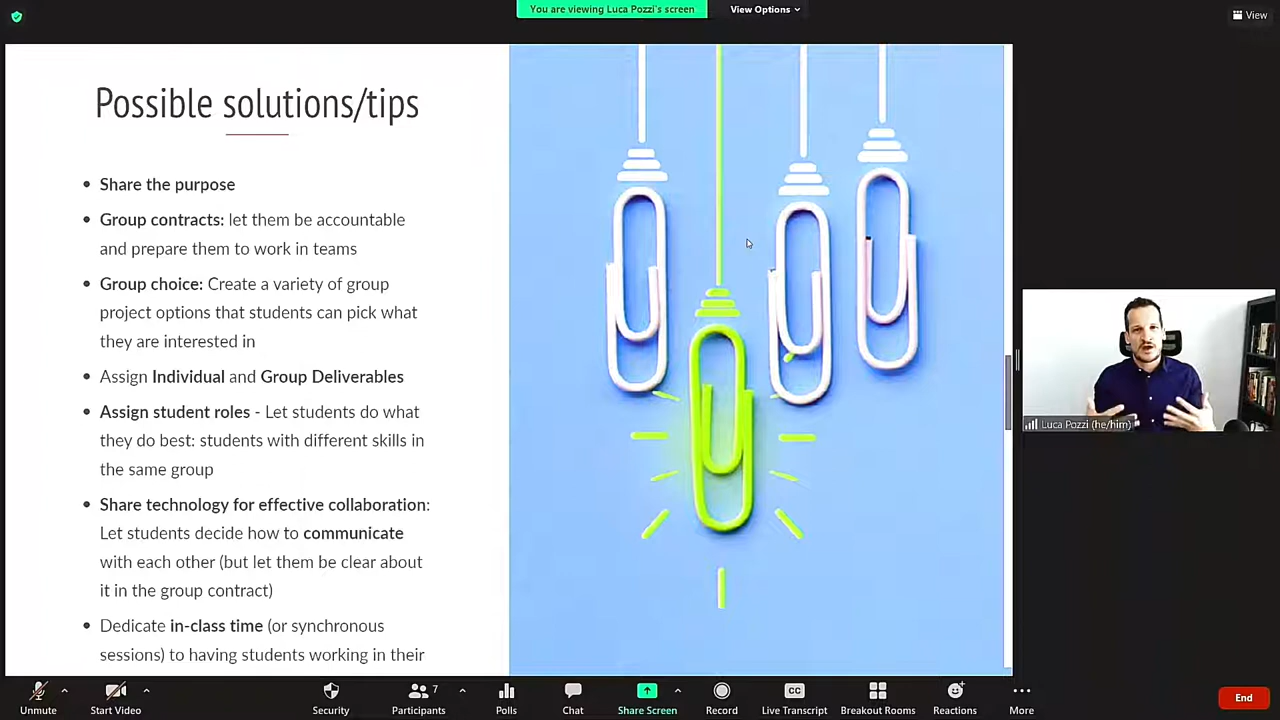 You are viewing Luca Pozzi's screen
View Options
View
Possible solutions/tips
• Share the purpose
• Group contracts: let them be accountable
and prepare them to work in teams
• Group choice: Create a variety of group
project options that students can pick what
they are interested in
• Assign Individual and Group Deliverables
• Assign student roles - Let students do what
they do best: students with different skills in
the same group
• Share technology for effective collaboration:
Let students decide how to communicate
with each other (but let them be clear about
it in the group contract)
• Dedicate in-class time (or synchronous
sessions) to having students working in their
Luca Pozzi (he/him)
Unmute
Start Video
Security
Participants
7
Polls
Chat
Share Screen
Record
CC
Live Transcript
Breakout Rooms
Reactions
More
End